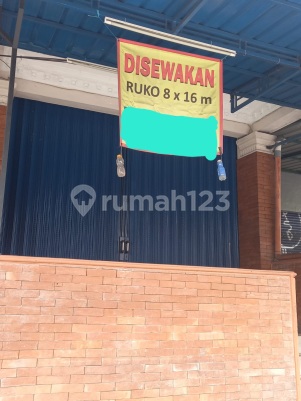 DISEWAKAN
RUKO 8 x 16 m
rumah123